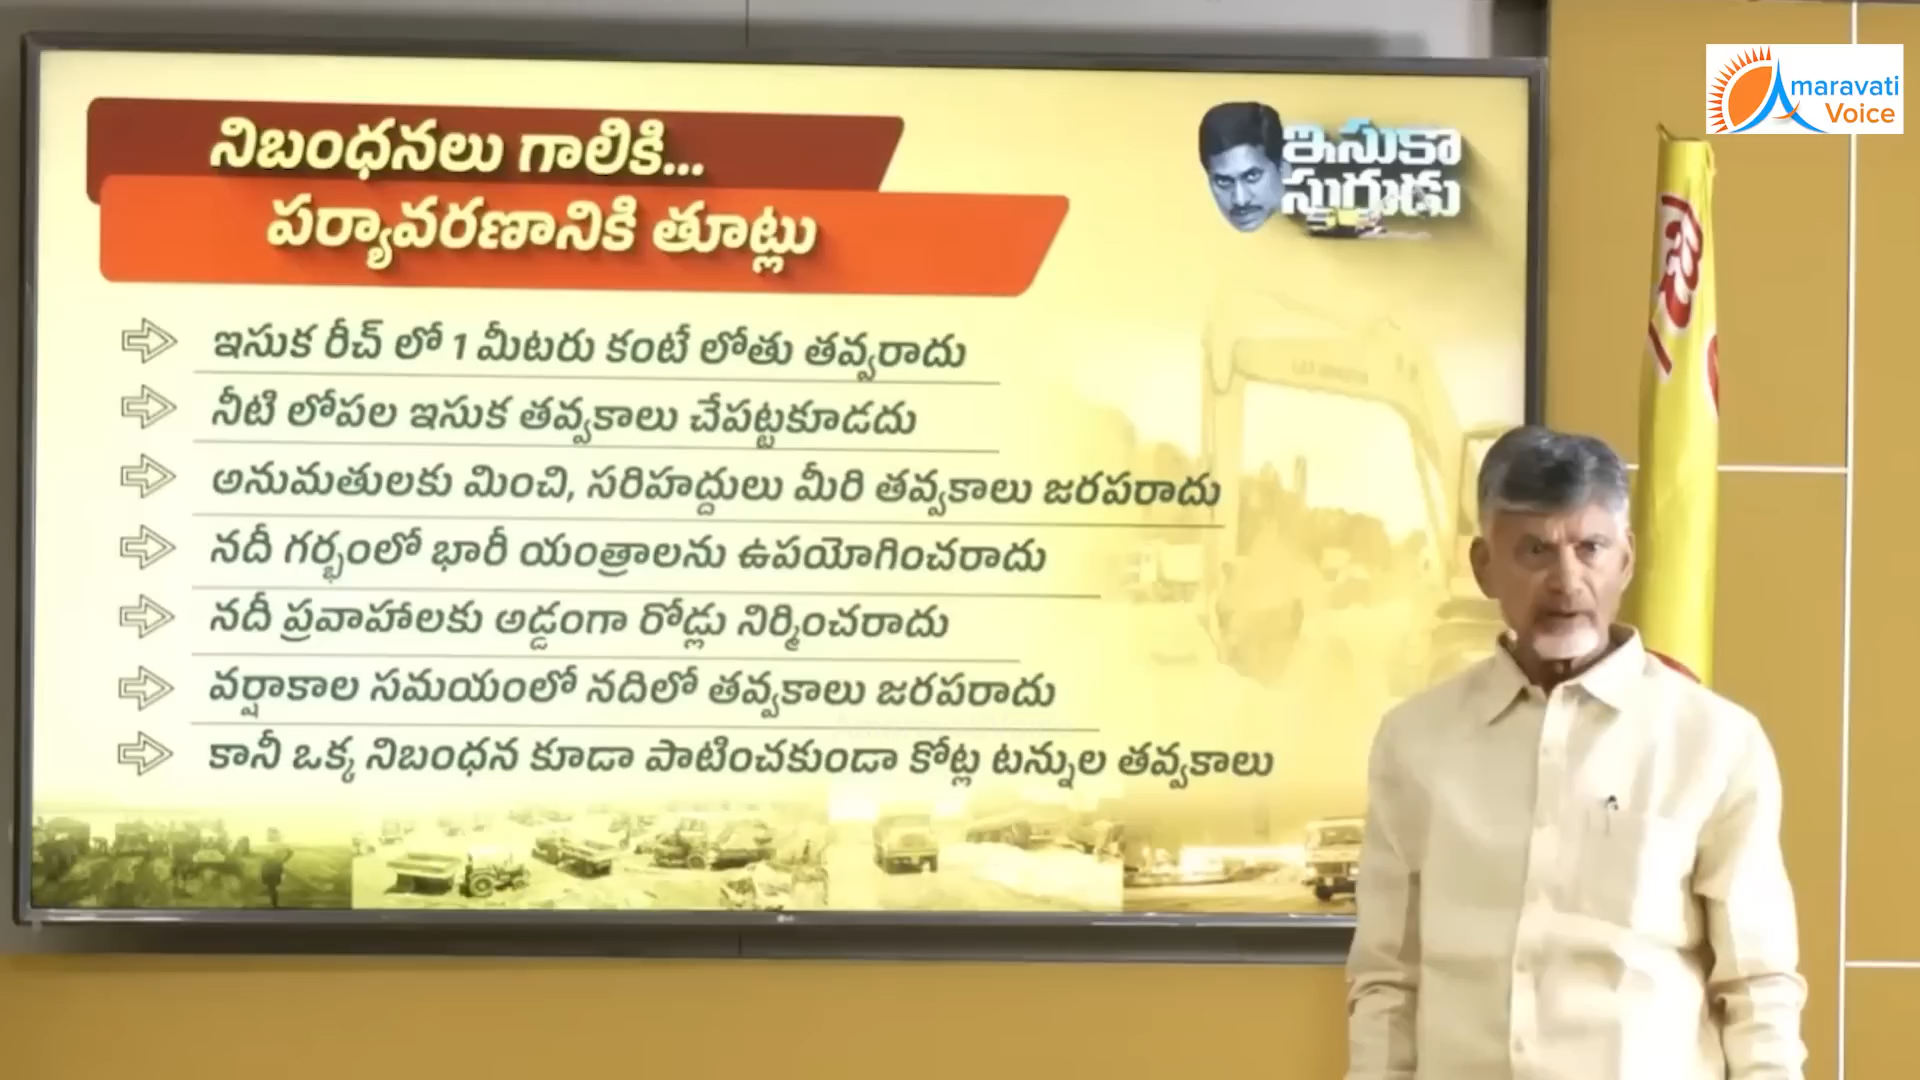 maravati
Voice
నిబంధనలు గాలికి...
పర్యావరణానికి తూట్లు
ఇసుకా
సురుడు
ఇసుక రీచ్ లో 1 మీటరు కంటే లోతు తవ్వరాదు
నీటి లోపల ఇసుక తవ్వకాలు చేపట్టకూడదు
అనుమతులకు మించి, సరిహద్దులు మీరి తవ్వకాలు జరపరాదు
నదీ గర్భంలో భారీ యంత్రాలను ఉపయోగించరాదు
నదీ ప్రవాహాలకు అడ్డంగా రోడ్లు నిర్మించరాదు
వర్షాకాల సమయంలో నదిలో తవ్వకాలు జరపరాదు
కానీ ఒక్క నిబంధన కూడా పాటించకుండా కోట్ల టన్నుల తవ్వకాలు